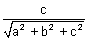 c
√(a² + b² + c²)